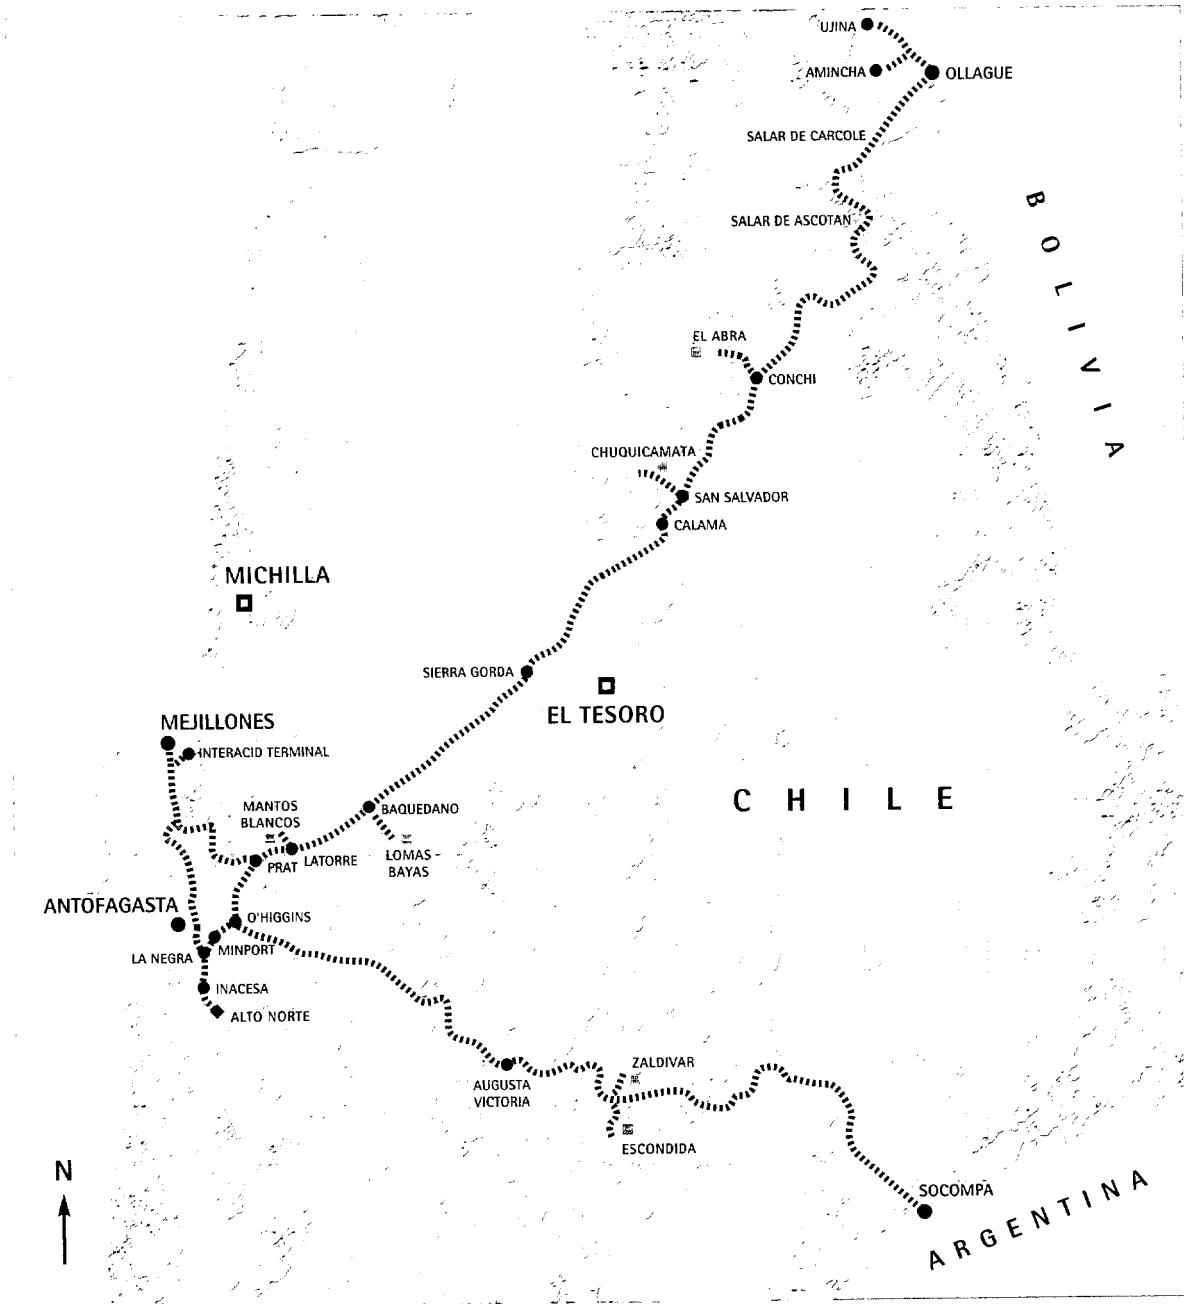 UJINA
AMINCHA
OLLAGUE
SALAR DE CARCOLE
SALAR DE ASCOTAN
BOLIVIA
EL ABRA
CONCHI
CHUQUICAMATA
SAN SALVADOR
CALAMA
MICHILLA
SIERRA GORDA
EL TESORO
MEJILLONES
INTERACID TERMINAL
CHILE
MANTOS
BLANCOS
BAQUEDANO
LATORRE
PRAT
LOMAS
BAYAS
ANTOFAGASTA
O'HIGGINS
MINPORT
LA NEGRA
INACESA
ALTO NORTE
ZALDIVAR
AUGUSTA
VICTORIA
ESCONDIDA
N
SOCOMPA
ARGENTINA